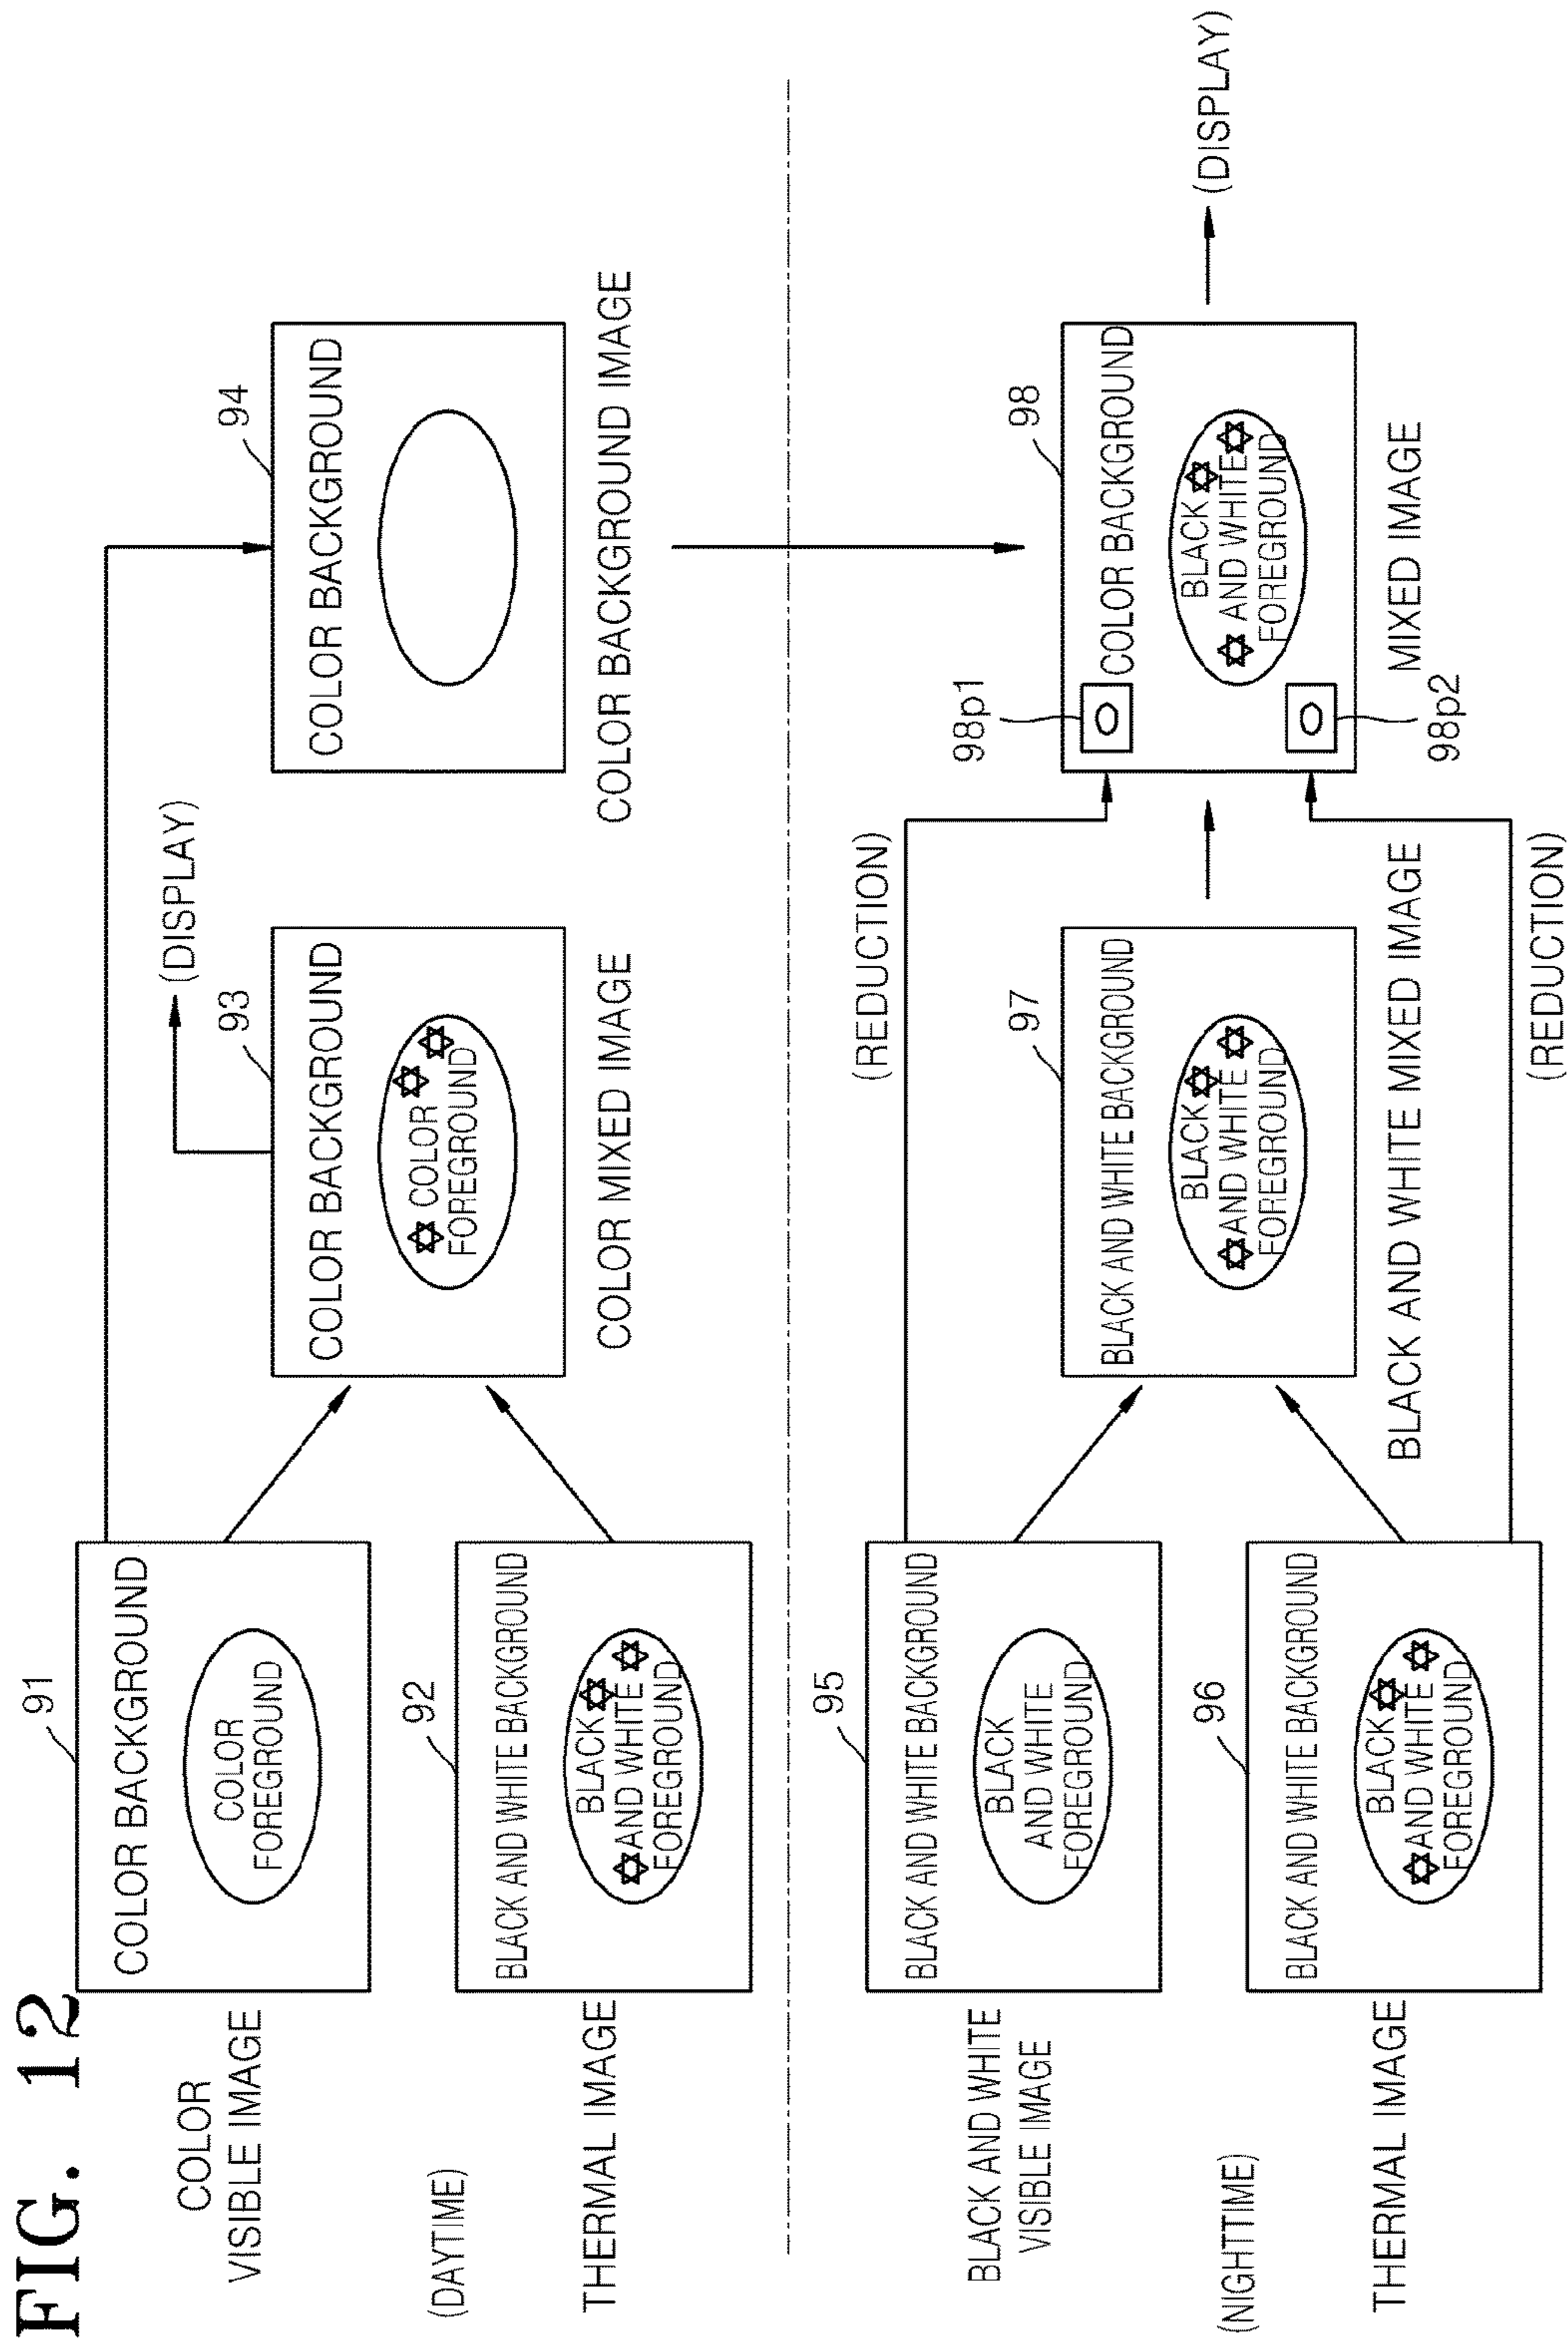 FIG. 12
COLOR
VISIBLE IMAGE
(DAYTIME)
THERMAL IMAGE
91
COLOR BACKGROUND
COLOR
FOREGROUND
92
BLACK AND WHITE BACKGROUND
BLACK
AND WHITE
FOREGROUND
(DISPLAY)
93
COLOR BACKGROUND
COLOR
FOREGROUND
COLOR MIXED IMAGE
94
COLOR BACKGROUND
COLOR BACKGROUND IMAGE
BLACK AND WHITE
VISIBLE IMAGE
(NIGHTTIME)
THERMAL IMAGE
95
BLACK AND WHITE BACKGROUND
BLACK
AND WHITE
FOREGROUND
96
BLACK AND WHITE BACKGROUND
BLACK
AND WHITE
FOREGROUND
(REDUCTION)
97
BLACK AND WHITE BACKGROUND
BLACK
AND WHITE
FOREGROUND
BLACK AND WHITE MIXED IMAGE
(REDUCTION)
98p1
98
COLOR BACKGROUND
BLACK
AND WHITE
FOREGROUND
98p2
MIXED IMAGE
(DISPLAY)